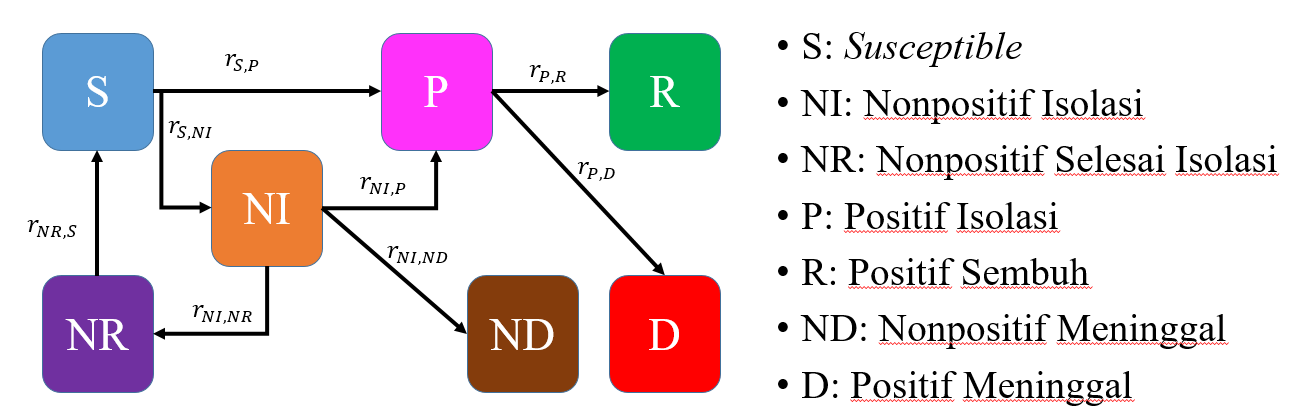 S
r_{S,P}
P
r_{P,R}
R
r_{S,NI}
NI
r_{NI,P}
r_{P,D}
r_{NR,S}
r_{NI,ND}
r_{NI,NR}
NR
ND
D
• S: Susceptible
• NI: Nonpositif Isolasi
• NR: Nonpositif Selesai Isolasi
• P: Positif Isolasi
• R: Positif Sembuh
• ND: Nonpositif Meninggal
• D: Positif Meninggal